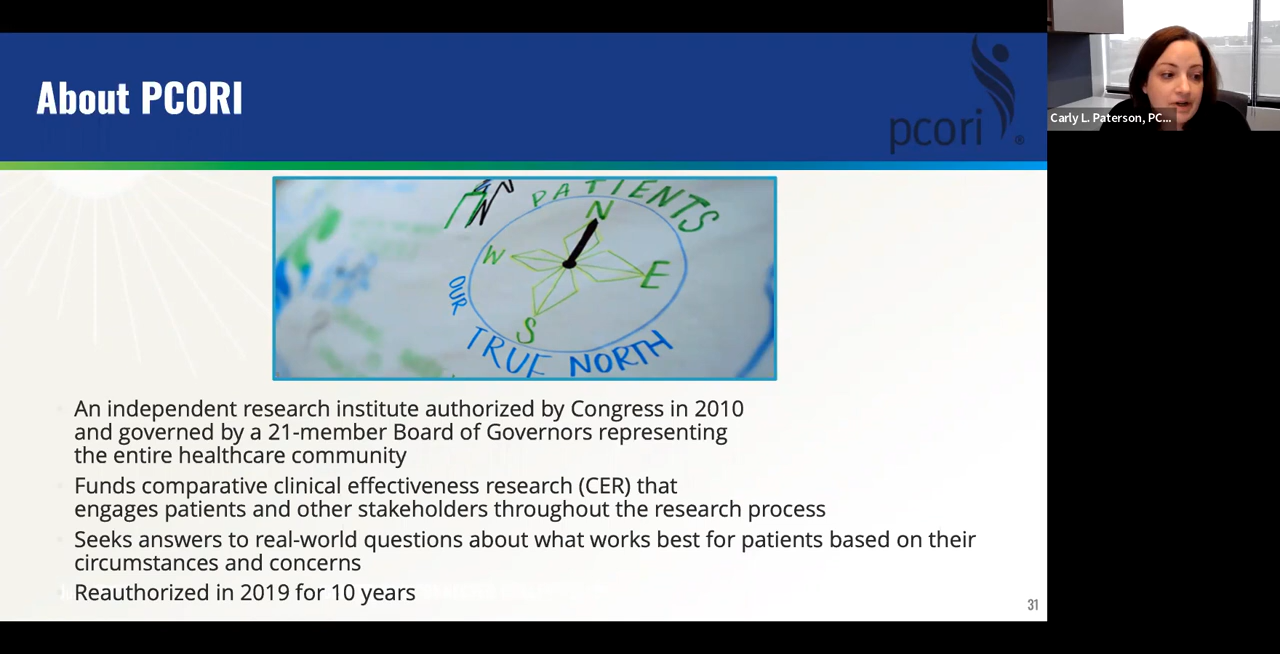 About PCORI
pcori
®
Carly L. Paterson, PC...
PATIENTS
N
N
W
E
S
OUR
TRUE NORTH
An independent research institute authorized by Congress in 2010
and governed by a 21-member Board of Governors representing
the entire healthcare community
Funds comparative clinical effectiveness research (CER) that
engages patients and other stakeholders throughout the research process
Seeks answers to real-world questions about what works best for patients based on their
circumstances and concerns
Reauthorized in 2019 for 10 years
31